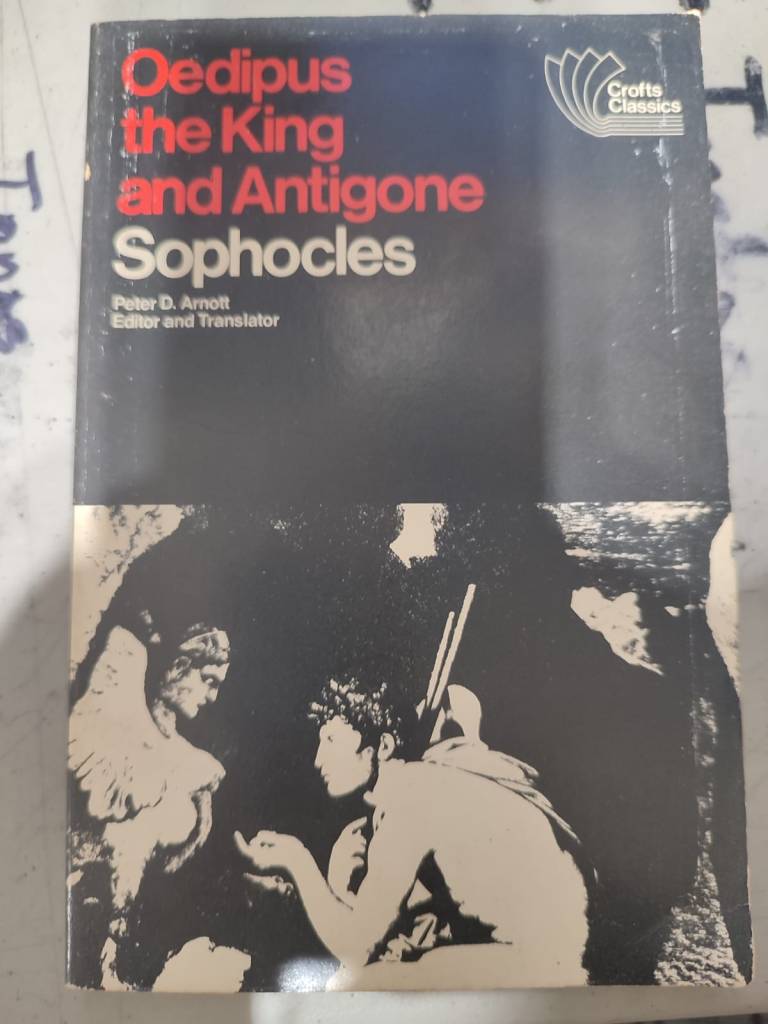 Oedipus
the King
and Antigone
Sophocles
Peter D. Arnott
Editor and Translator
Crofts
Classics